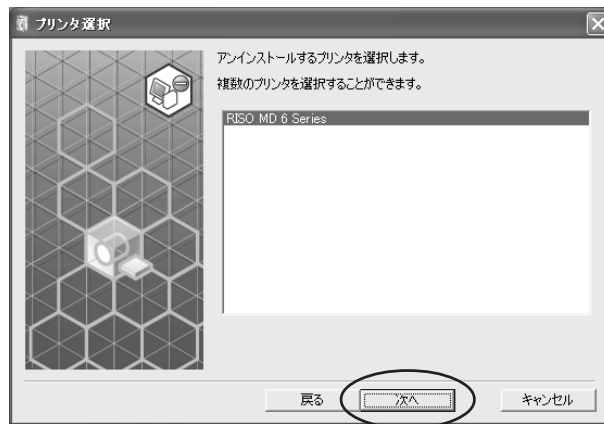 プリンタ選択
アンインストールするプリンタを選択します。
複数のプリンタを選択することができます。
RISO MD 6 Series
戻る
次へ
キャンセル